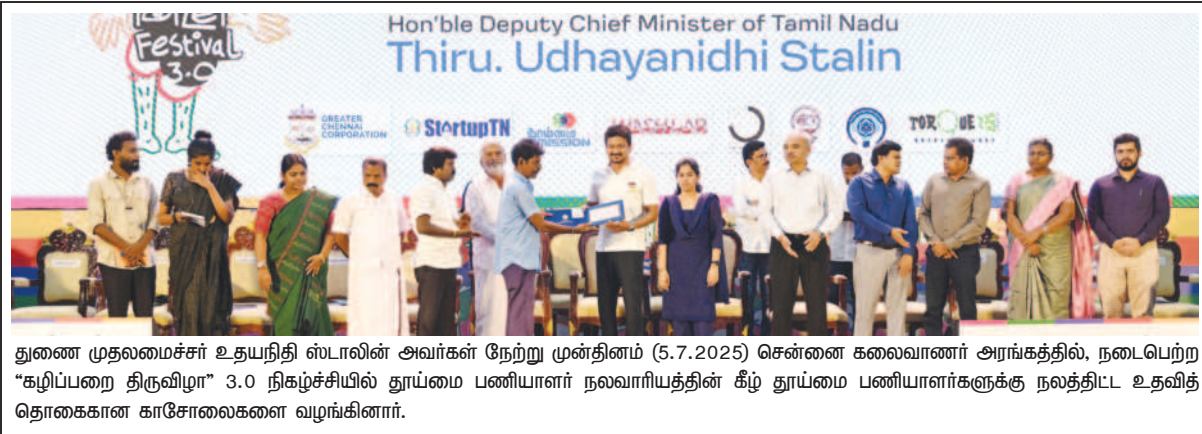 Festival
3.0
Hon'ble Deputy Chief Minister of Tamil Nadu
Thiru. Udhayanidhi Stalin
GREATER
CHENNAI
CORPORATION
StartupTN
MISSION
துணை முதலமைச்சர் உதயநிதி ஸ்டாலின் அவர்கள் நேற்று முன்தினம் (5.7.2025) சென்னை கலைவாணர் அரங்கத்தில், நடைபெற்ற
“கழிப்பறை திருவிழா” 3.0 நிகழ்ச்சியில் தூய்மை பணியாளர் நலவாரியத்தின் கீழ் தூய்மை பணியாளர்களுக்கு நலத்திட்ட உதவித்
தொகைகான காசோலைகளை வழங்கினார்.